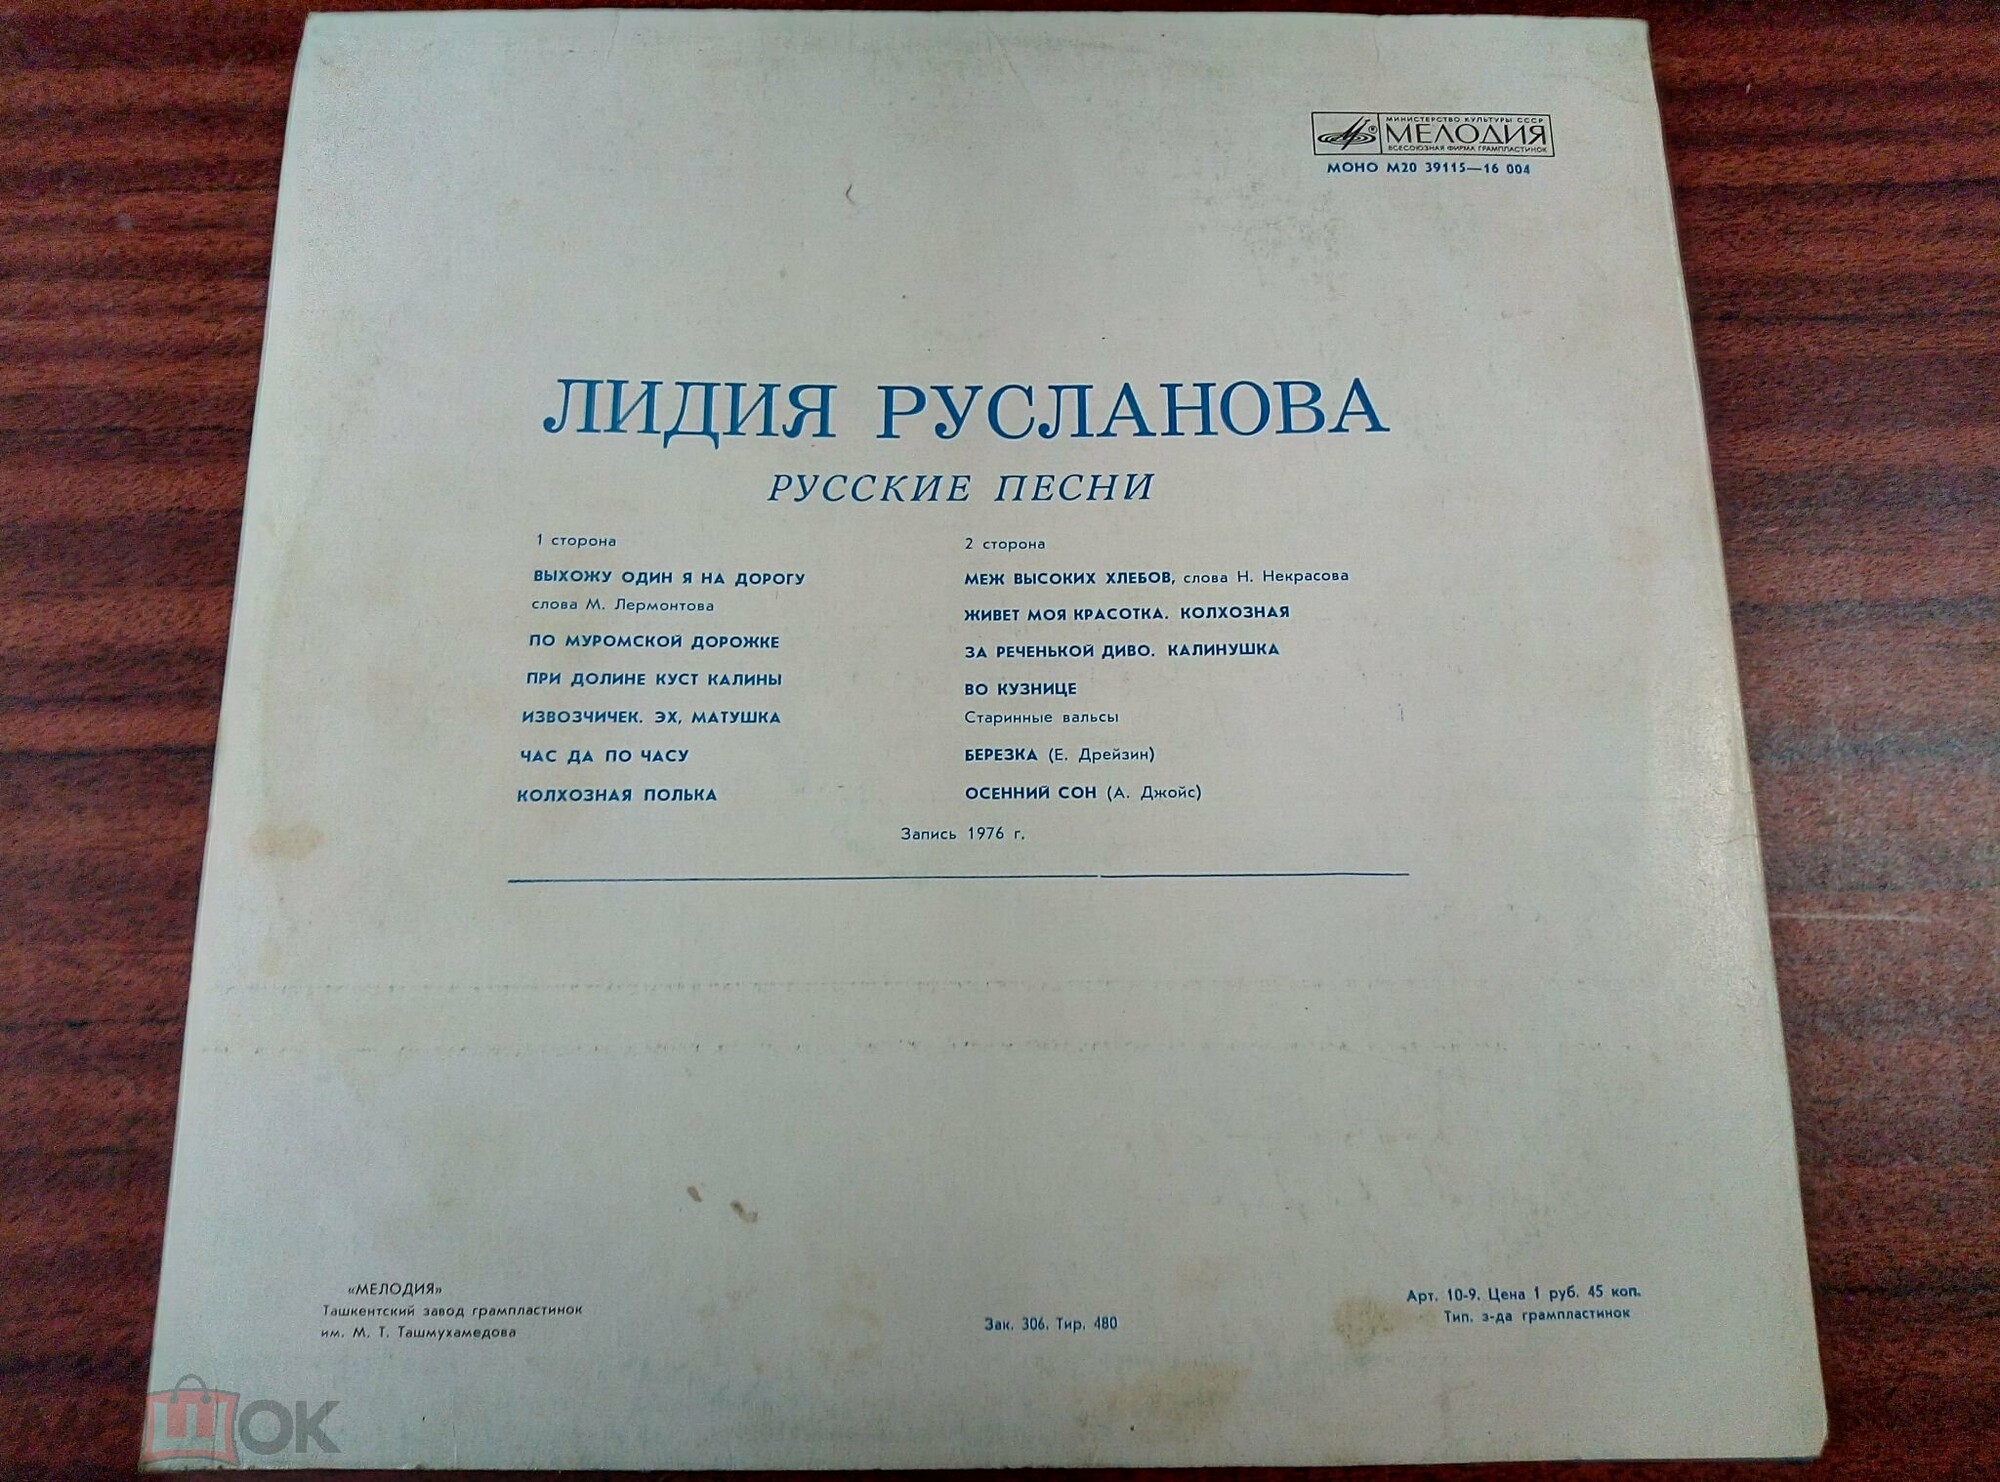 МИНИСТЕРСТВО КУЛЬТУРЫ СССР
МЕЛОДИЯ
ВСЕСОЮЗНАЯ ФИРМА ГРАМПЛАСТИНОК
МОНО М20 39115—16 004
ЛИДИЯ РУСЛАНОВА
РУССКИЕ ПЕСНИ
1 сторона
ВЫХОЖУ ОДИН Я НА ДОРОГУ
слова М. Лермонтова
ПО МУРОМСКОЙ ДОРОЖКЕ
ПРИ ДОЛИНЕ КУСТ КАЛИНЫ
ИЗВОЗЧИЧЕК. ЭХ, МАТУШКА
ЧАС ДА ПО ЧАСУ
КОЛХОЗНАЯ ПОЛЬКА
2 сторона
МЕЖ ВЫСОКИХ ХЛЕБОВ, слова Н. Некрасова
ЖИВЕТ МОЯ КРАСОТКА. КОЛХОЗНАЯ
ЗА РЕЧЕНЬКОЙ ДИВО. КАЛИНУШКА
ВО КУЗНИЦЕ
Старинные вальсы
БЕРЕЗКА (Е. Дрейзин)
ОСЕННИЙ СОН (А. Джойс)
Запись 1976 г.
«МЕЛОДИЯ»
Ташкентский завод грампластинок
им. М. Т. Ташмухамедова
Зак. 306. Тир. 480
Арт. 10-9. Цена 1 руб. 45 коп.
Тип. з-да грампластинок
МЕШОК